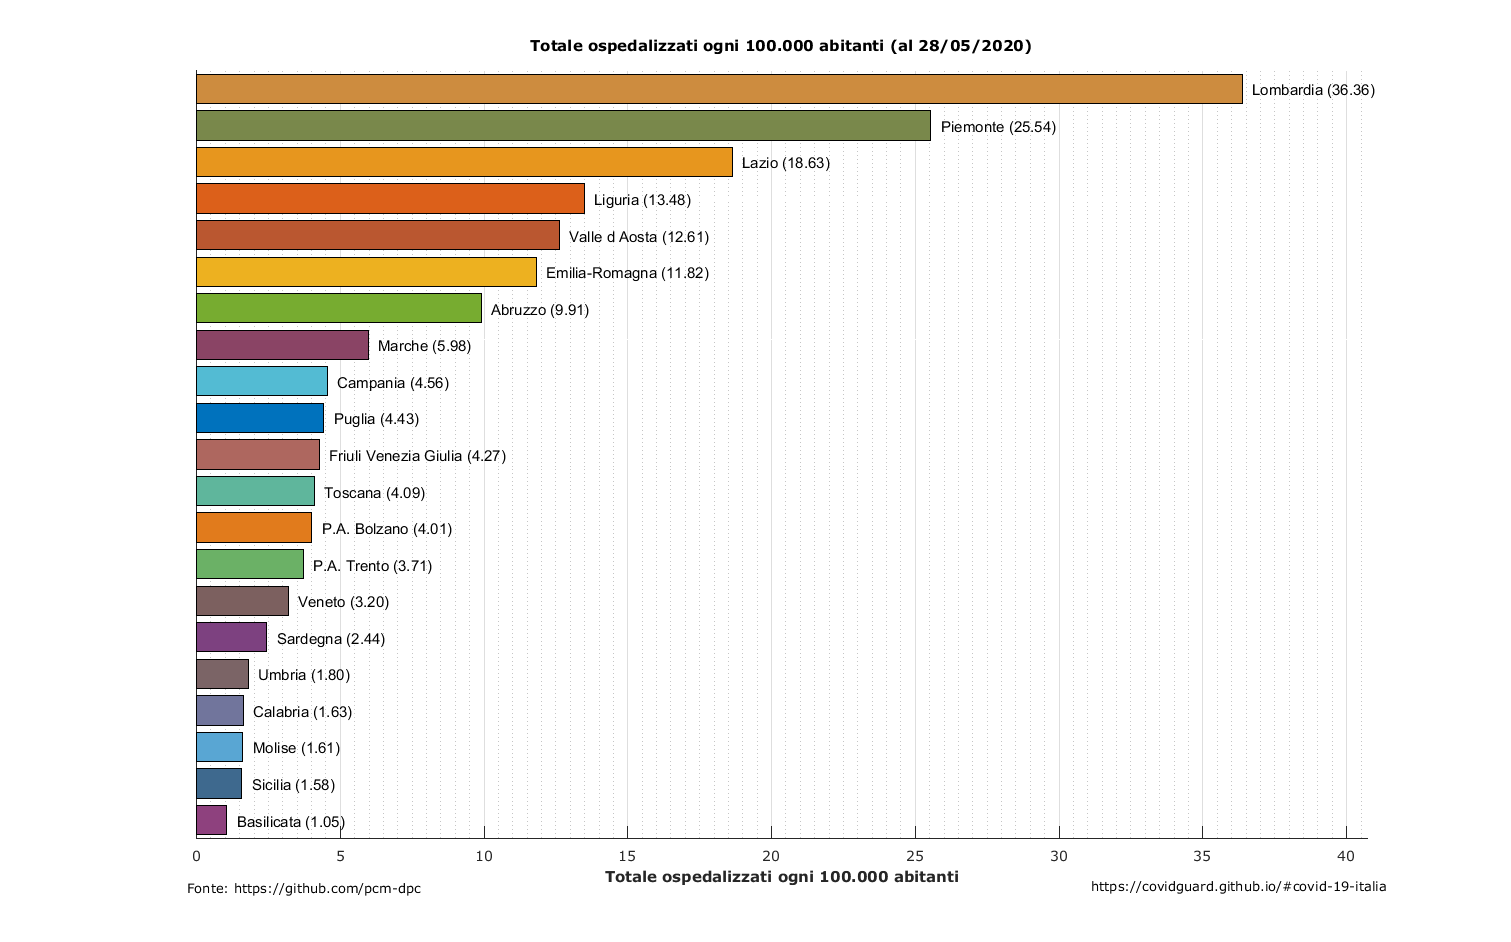 Totale ospedalizzati ogni 100.000 abitanti (al 28/05/2020)
Lombardia (36.36)
Piemonte (25.54)
Lazio (18.63)
Liguria (13.48)
Valle d Aosta (12.61)
Emilia-Romagna (11.82)
Abruzzo (9.91)
Marche (5.98)
Campania (4.56)
Puglia (4.43)
Friuli Venezia Giulia (4.27)
Toscana (4.09)
P.A. Bolzano (4.01)
P.A. Trento (3.71)
Veneto (3.20)
Sardegna (2.44)
Umbria (1.80)
Calabria (1.63)
Molise (1.61)
Sicilia (1.58)
Basilicata (1.05)
0 5 10 15 20 25 30 35 40
Totale ospedalizzati ogni 100.000 abitanti
Fonte: https://github.com/pcm-dpc
https://covidguard.github.io/#covid-19-italia